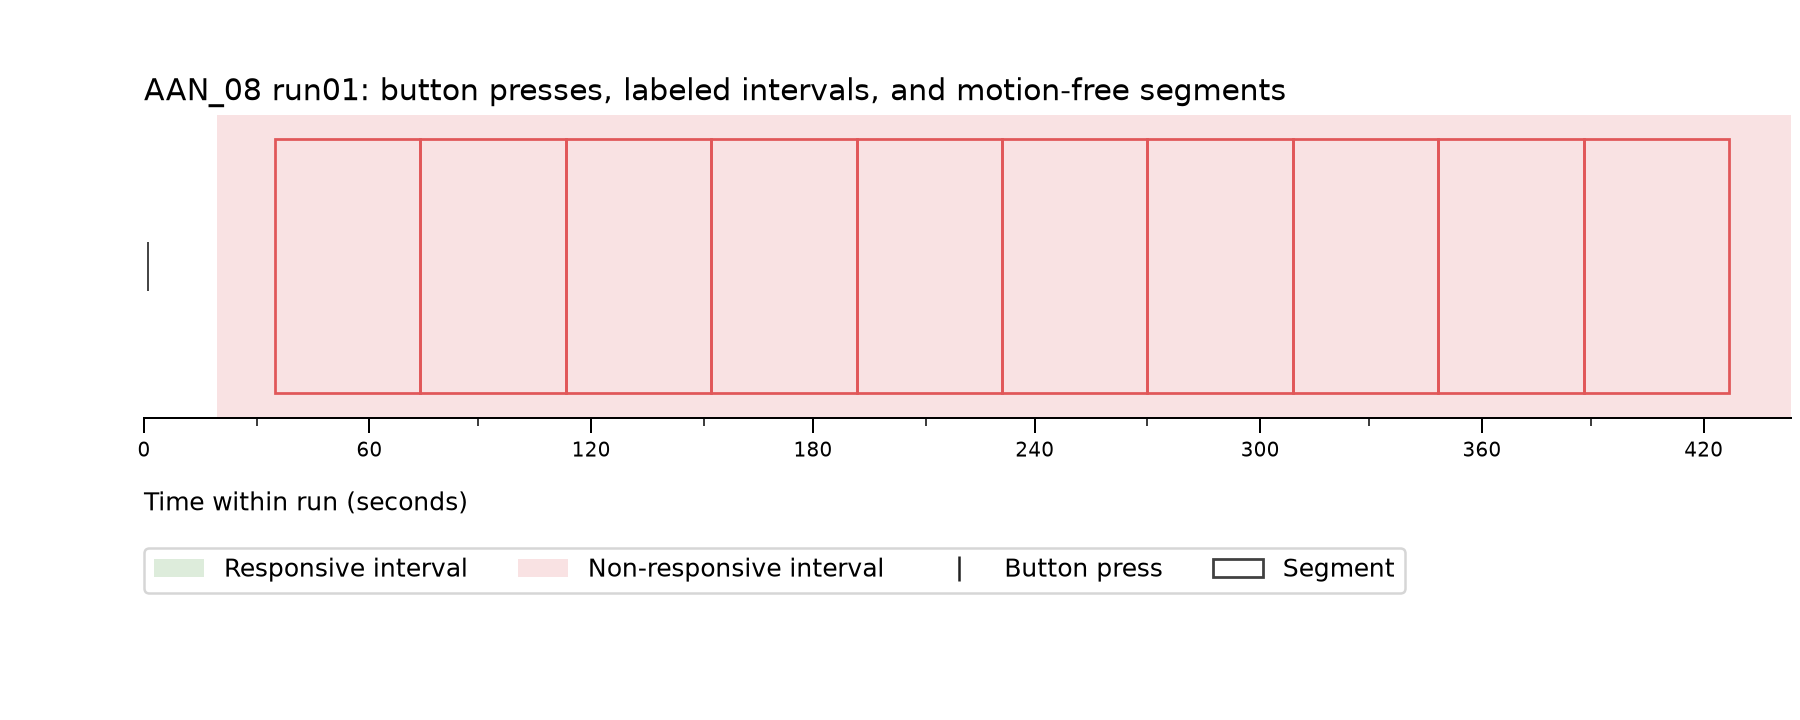 AAN_08 run01: button presses, labeled intervals, and motion-free segments
0 60 120 180 240 300 360 420
Time within run (seconds)
Responsive interval Non-responsive interval Button press Segment